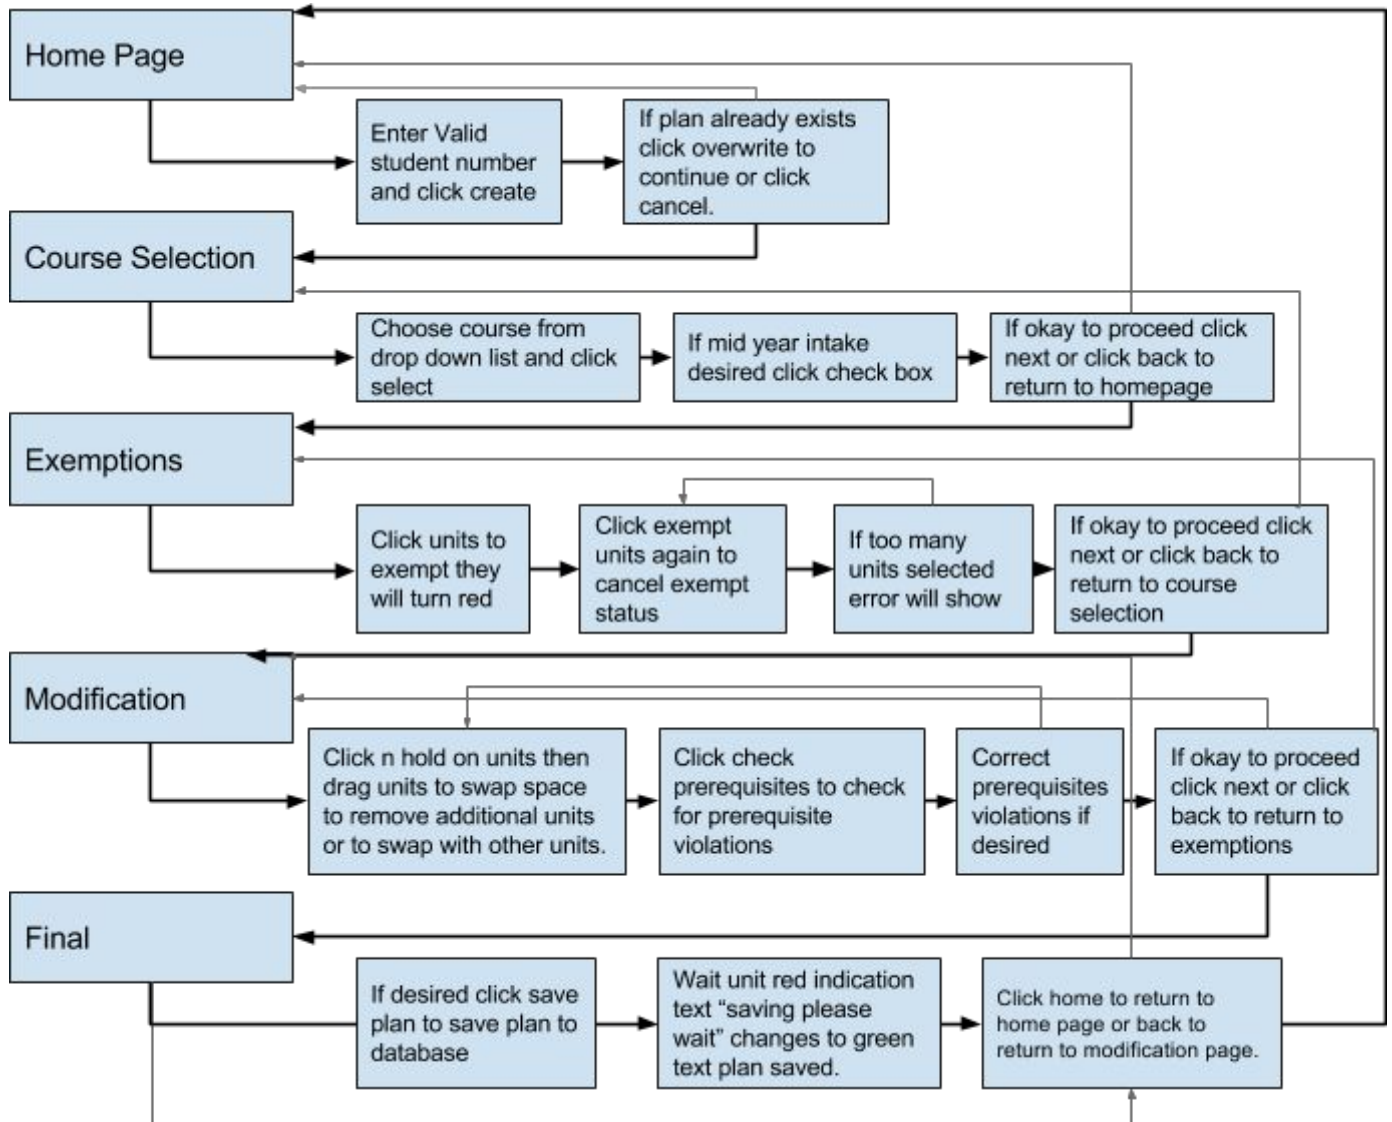 Home Page
Enter Valid
student number
and click create
If plan already exists
click overwrite to
continue or click
cancel.
Course Selection
Choose course from
drop down list and click
select
If mid year intake
desired click check box
If okay to proceed click
next or click back to
return to homepage
Exemptions
Click units to
exempt they
will turn red
Click exempt
units again to
cancel exempt
status
If too many
units selected
error will show
If okay to proceed click
next or click back to
return to course
selection
Modification
Click n hold on units then
drag units to swap space
to remove additional units
or to swap with other units.
Click check
prerequisites to check
for prerequisite
violations
Correct
prerequisites
violations if
desired
If okay to proceed
click next or click
back to return to
exemptions
Final
If desired click save
plan to save plan to
database
Wait unit red indication
text “saving please
wait” changes to green
text plan saved.
Click home to return to
home page or back to
return to modification page.